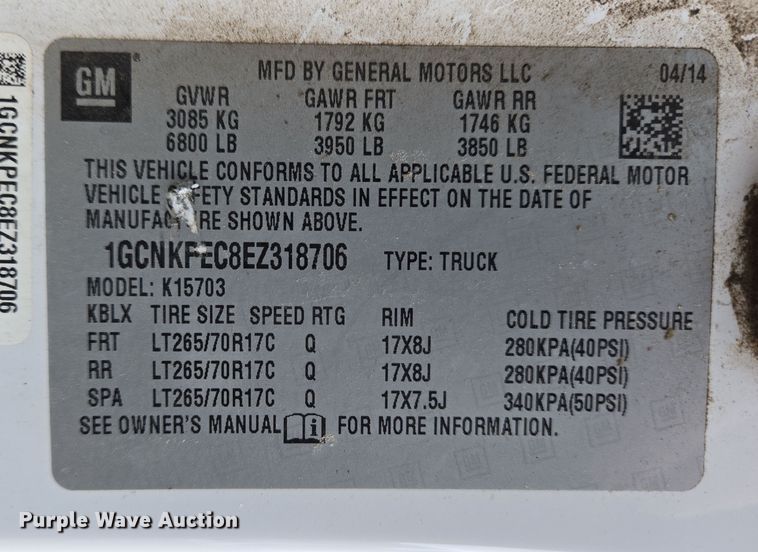 GM
MFD BY GENERAL MOTORS LLC 04/14
GVWR GAWR FRT GAWR RR
3085 KG 1792 KG 1746 KG
6800 LB 3950 LB 3850 LB
THIS VEHICLE CONFORMS TO ALL APPLICABLE U.S. FEDERAL MOTOR
VEHICLE SAFETY STANDARDS IN EFFECT ON THE DATE OF
MANUFACTURE SHOWN ABOVE.
1GCNKPEC8EZ318706 TYPE: TRUCK
MODEL: K15703
KBLX TIRE SIZE SPEED RTG RIM COLD TIRE PRESSURE
FRT LT265/70R17C Q 17X8J 280KPA(40PSI)
RR LT265/70R17C Q 17X8J 280KPA(40PSI)
SPA LT265/70R17C Q 17X7.5J 340KPA(50PSI)
SEE OWNER'S MANUAL i FOR MORE INFORMATION.
1GCNKPEC8EZ318706
Purple Wave Auction